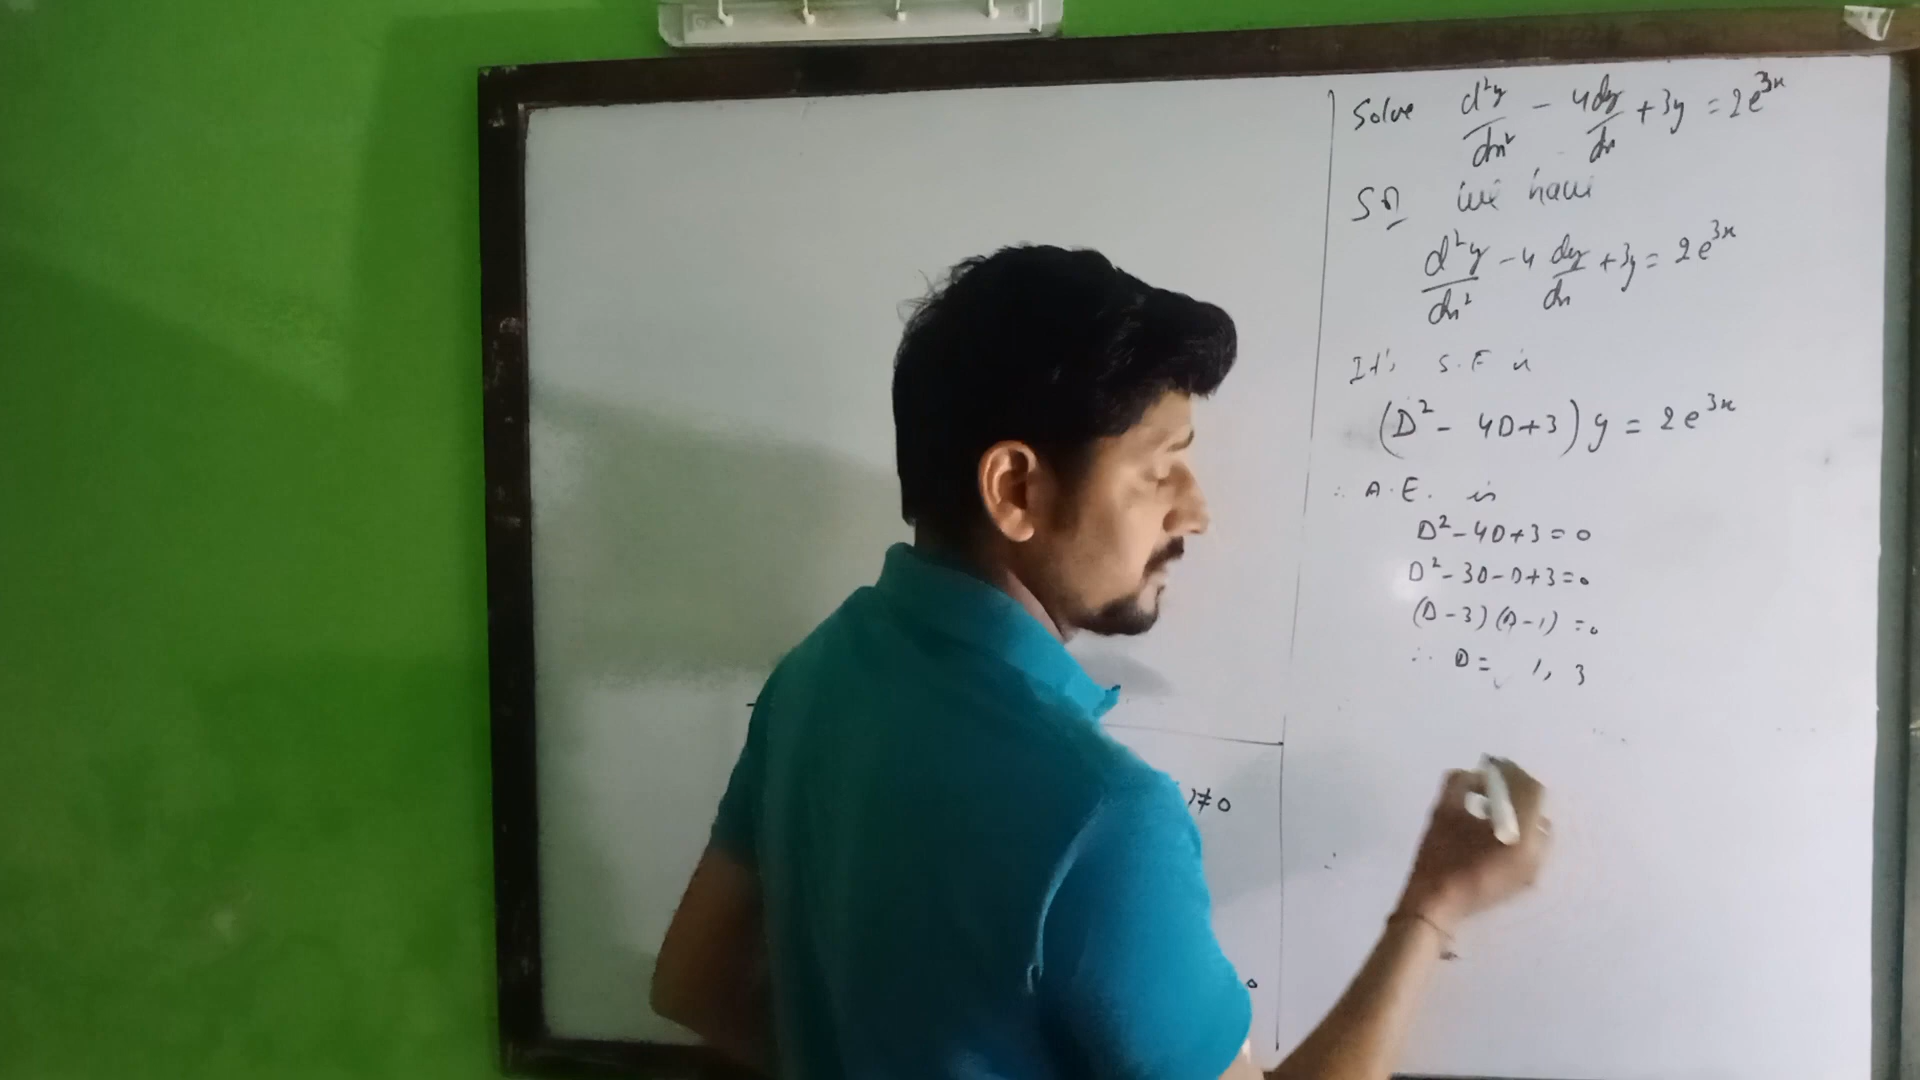 Solve d²y/dx² - 4dy/dx + 3y = 2e^3x
Sol we have
d²y/dx² - 4 dy/dx + 3y = 2e^3x
It's S.F is
(D² - 4D+3) y = 2e^3x
∴ A.E. is
D² - 4D + 3 = 0
D² - 3D - D + 3 = 0
(D - 3) (D - 1) = 0
∴ D = 1, 3
) ≠ 0
0